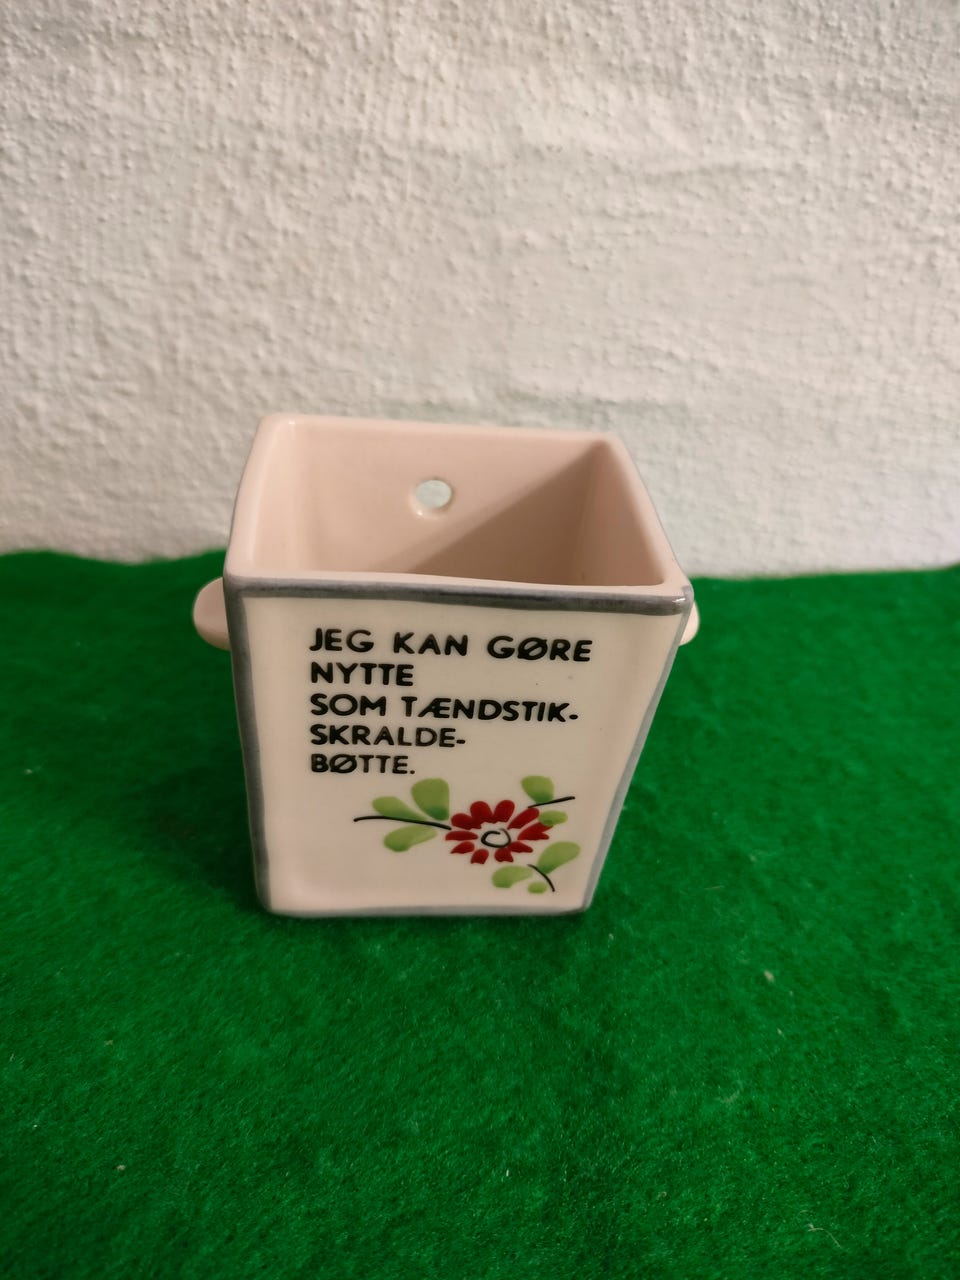 JEG KAN GØRE
NYTTE
SOM TÆNDSTIK-
SKRALDE-
BØTTE.